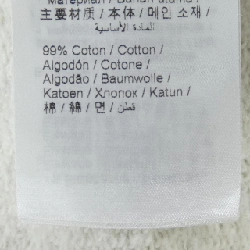 Материал /
主要材质 / 本体 / 메인 소재 /
المادة الأساسية
99% Coton / Cotton /
Algodón / Cotone /
Algodão / Baumwolle /
Katoen / Хлопок / Katun /
棉 / 綿 / 면 / قطن